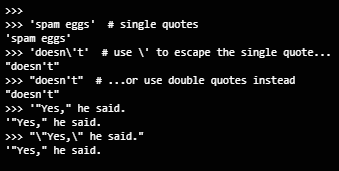 >>>
>>> 'spam eggs'  # single quotes
'spam eggs'
>>> 'doesn\'t'  # use \' to escape the single quote...
"doesn't"
>>> "doesn't"  # ...or use double quotes instead
"doesn't"
>>> '"Yes," he said.
'"Yes," he said.
>>> "\"Yes,\" he said."
'"Yes," he said.